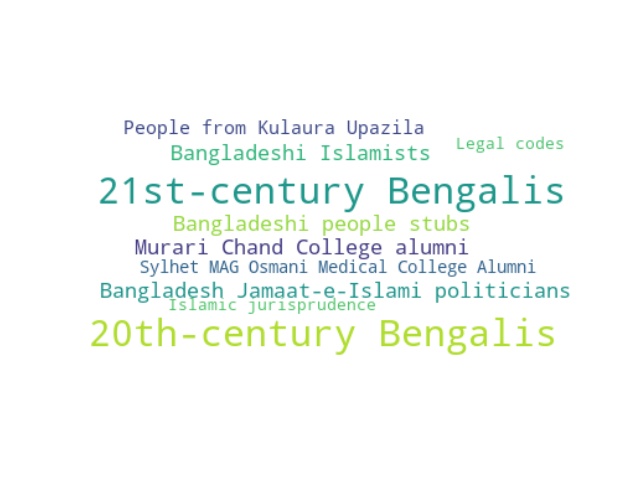 People from Kulaura Upazila
Legal codes
Bangladeshi Islamists
21st-century Bengalis
Bangladeshi people stubs
Murari Chand College alumni
Sylhet MAG Osmani Medical College Alumni
Bangladesh Jamaat-e-Islami politicians
Islamic jurisprudence
20th-century Bengalis